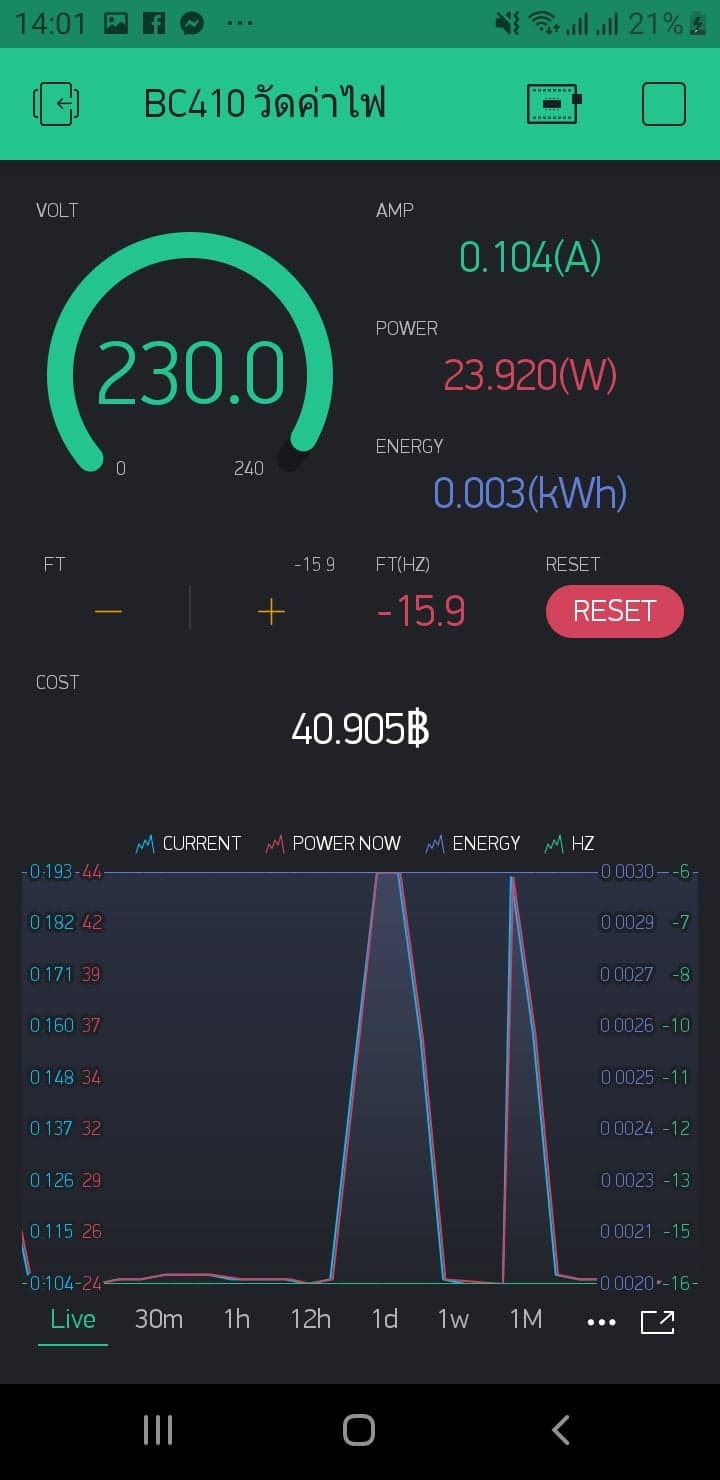 14:01 21%
BC410 วัดค่าไฟ
VOLT
230.0
0 240
AMP
0.104(A)
POWER
23.920(W)
ENERGY
0.003(kWh)
FT -15.9
− +
FT(HZ)
-15.9
RESET
RESET
COST
40.905฿
CURRENT POWER NOW ENERGY HZ
0.193 44 0.0030 -6
0.182 42 0.0029 -7
0.171 39 0.0027 -8
0.160 37 0.0026 -10
0.148 34 0.0025 -11
0.137 32 0.0024 -12
0.126 29 0.0023 -13
0.115 26 0.0021 -15
0.104 24 0.0020 -16
Live 30m 1h 12h 1d 1w 1M